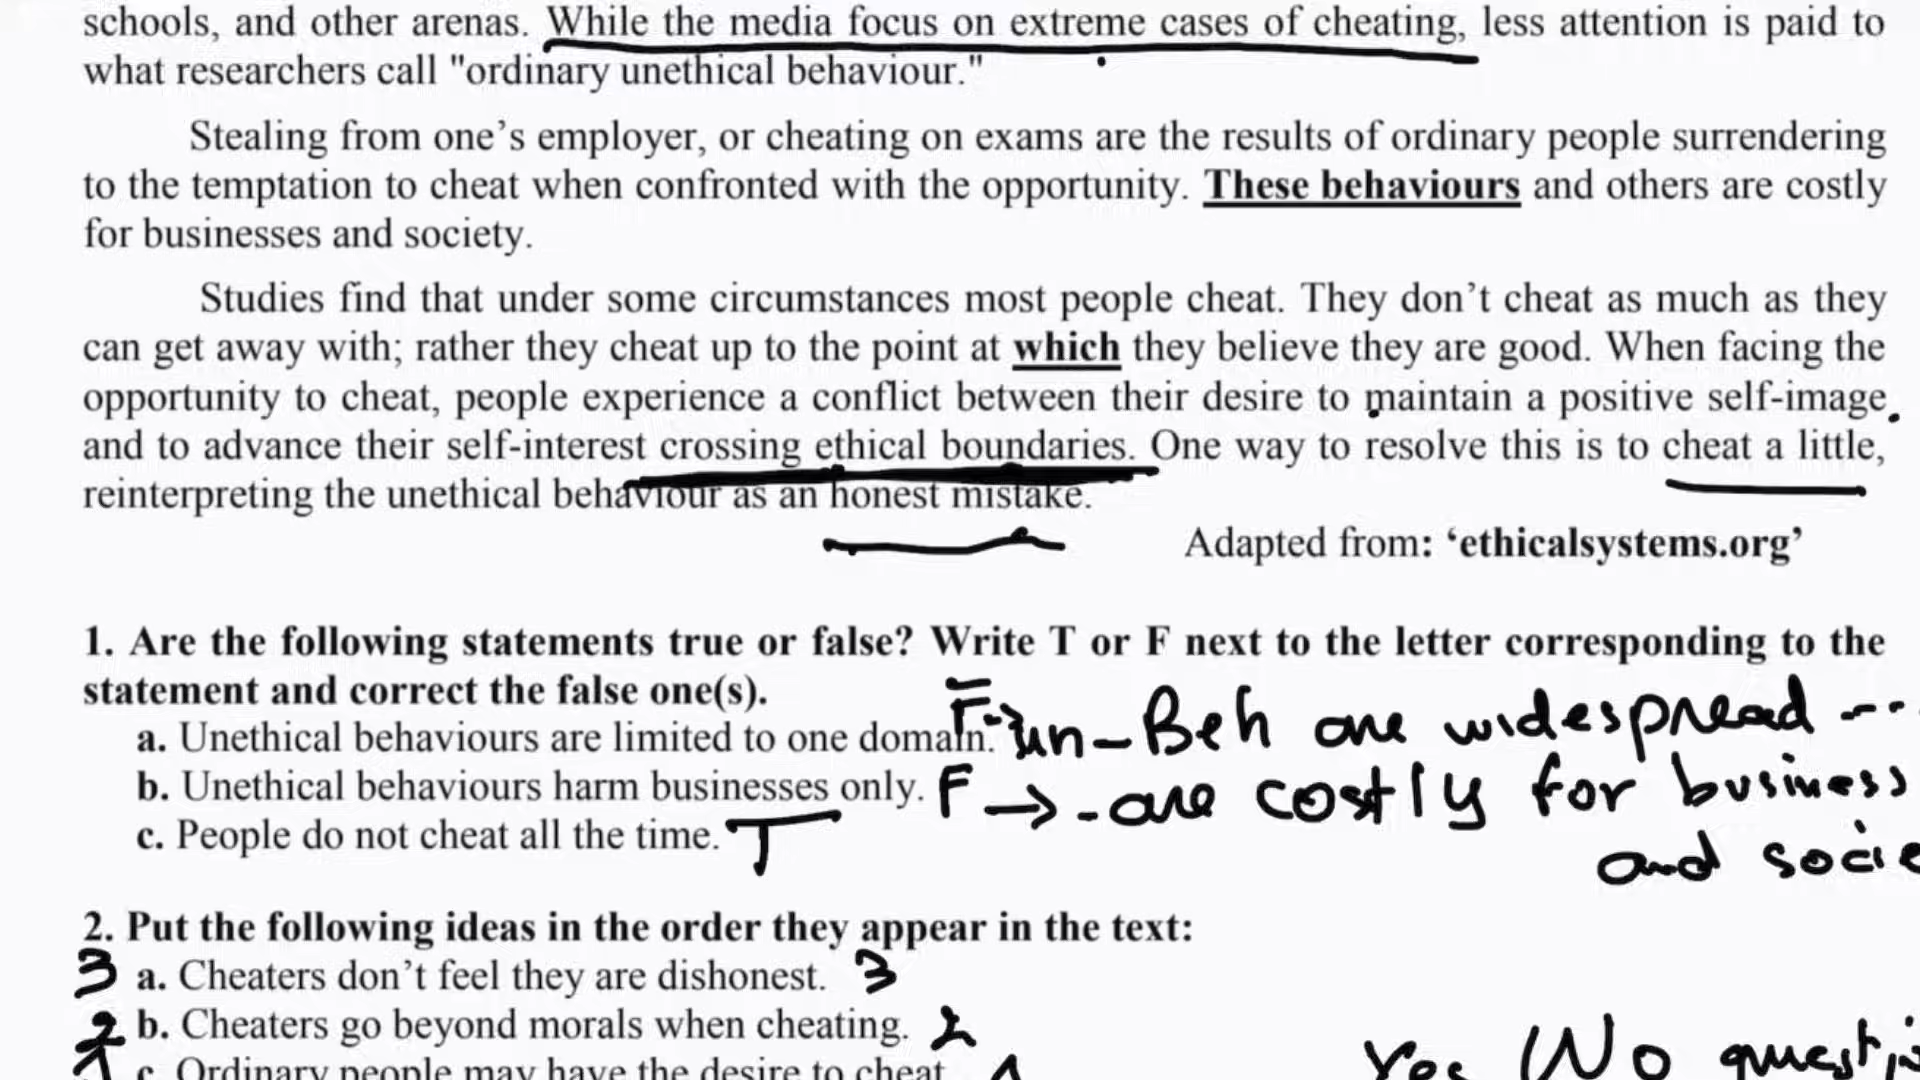 schools, and other arenas. While the media focus on extreme cases of cheating, less attention is paid to
what researchers call "ordinary unethical behaviour."
Stealing from one's employer, or cheating on exams are the results of ordinary people surrendering
to the temptation to cheat when confronted with the opportunity. These behaviours and others are costly
for businesses and society.
Studies find that under some circumstances most people cheat. They don't cheat as much as they
can get away with; rather they cheat up to the point at which they believe they are good. When facing the
opportunity to cheat, people experience a conflict between their desire to maintain a positive self-image
and to advance their self-interest crossing ethical boundaries. One way to resolve this is to cheat a little,
reinterpreting the unethical behaviour as an honest mistake.
Adapted from: ‘ethicalsystems.org’
1. Are the following statements true or false? Write T or F next to the letter corresponding to the
statement and correct the false one(s).
a. Unethical behaviours are limited to one domain. F→ un-Beh are widespread ---
b. Unethical behaviours harm businesses only. F → - are costly for business
c. People do not cheat all the time. T
and socie
2. Put the following ideas in the order they appear in the text:
3 a. Cheaters don't feel they are dishonest. 3
2 b. Cheaters go beyond morals when cheating. 2
1 c. Ordinary people may have the desire to cheat 1
Yes / No questi